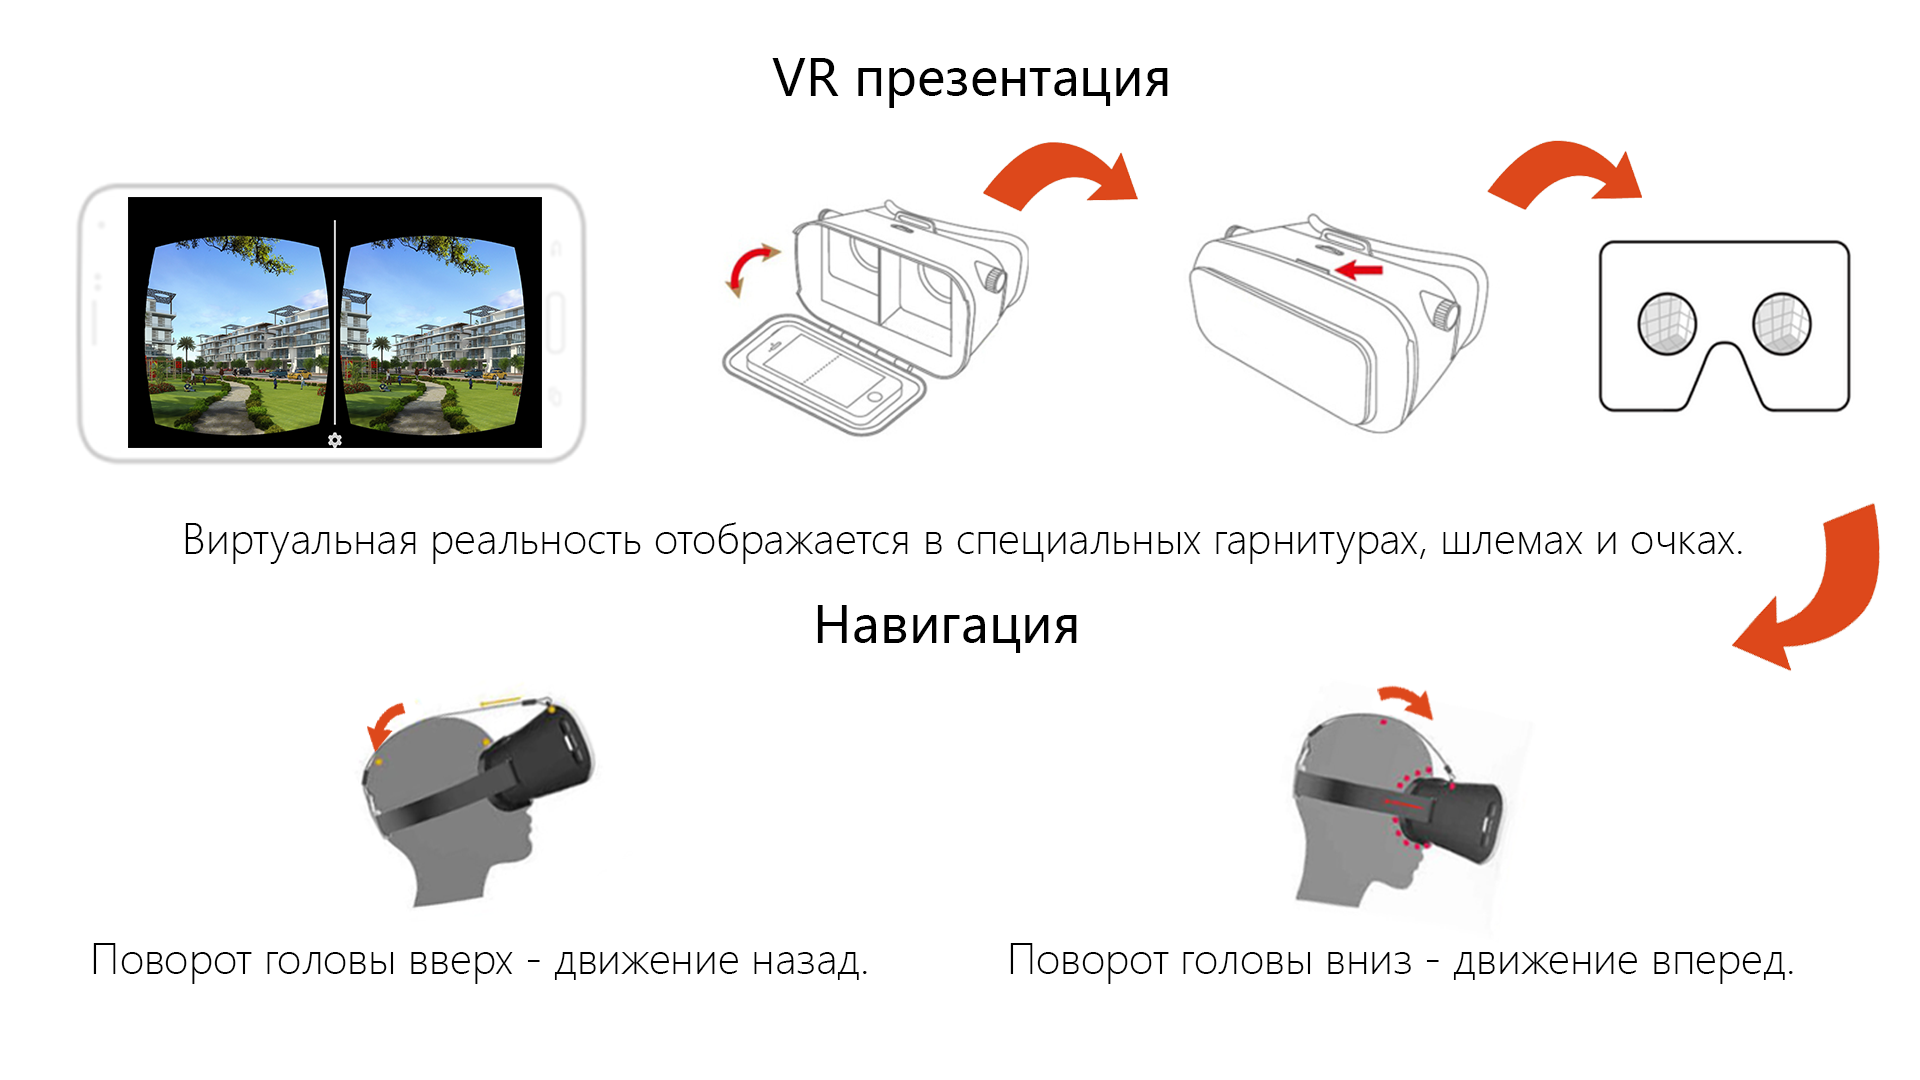 VR презентация
Виртуальная реальность отображается в специальных гарнитурах, шлемах и очках.
Навигация
Поворот головы вверх - движение назад.
Поворот головы вниз - движение вперед.